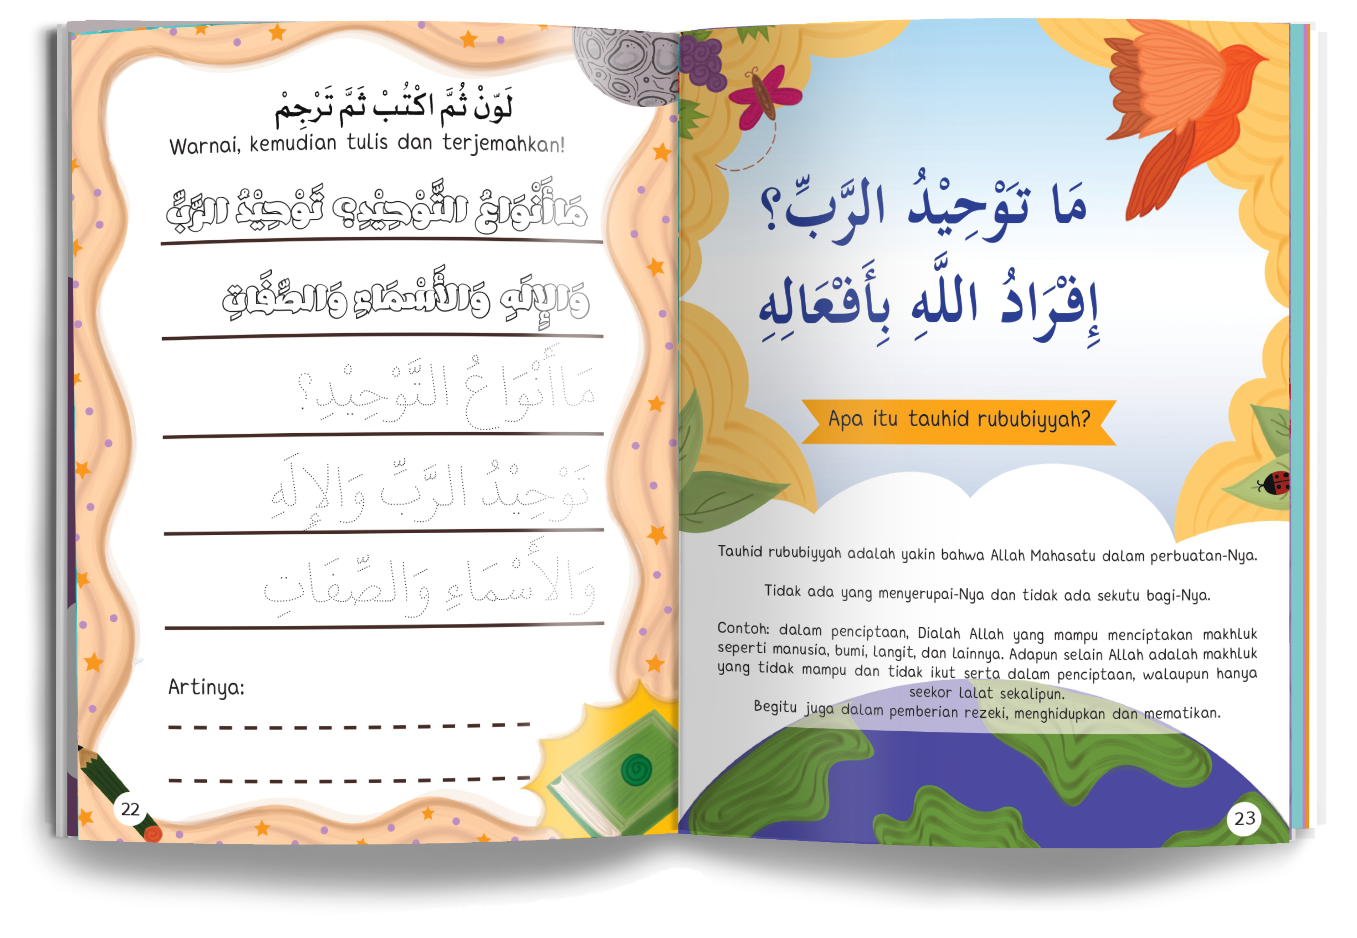 لَوِّنْ ثُمَّ اكْتُبْ ثَمَّ تَرْجِمْ
Warnai, kemudian tulis dan terjemahkan!
مَاأَنْوَاعُ التَّوْحِيْدِ؟ تَوْحِيْدُ الرَّبِّ
وَالإِلَهِ وَالأَسْمَاءِ وَالصِّفَاتِ
مَاأَنْوَاعُ التَّوْحِيْدِ؟
تَوْحِيْدُ الرَّبِّ وَالإِلَهِ
وَالأَسْمَاءِ وَالصِّفَاتِ
Artinya:
22
مَا تَوْحِيْدُ الرَّبِّ؟
إِفْرَادُ اللَّهِ بِأَفْعَالِهِ
Apa itu tauhid rububiyyah?
Tauhid rububiyyah adalah yakin bahwa Allah Mahasatu dalam perbuatan-Nya.
Tidak ada yang menyerupai-Nya dan tidak ada sekutu bagi-Nya.
Contoh: dalam penciptaan, Dialah Allah yang mampu menciptakan makhluk
seperti manusia, bumi, langit, dan lainnya. Adapun selain Allah adalah makhluk
yang tidak mampu dan tidak ikut serta dalam penciptaan, walaupun hanya
seekor lalat sekalipun.
Begitu juga dalam pemberian rezeki, menghidupkan dan mematikan.
23